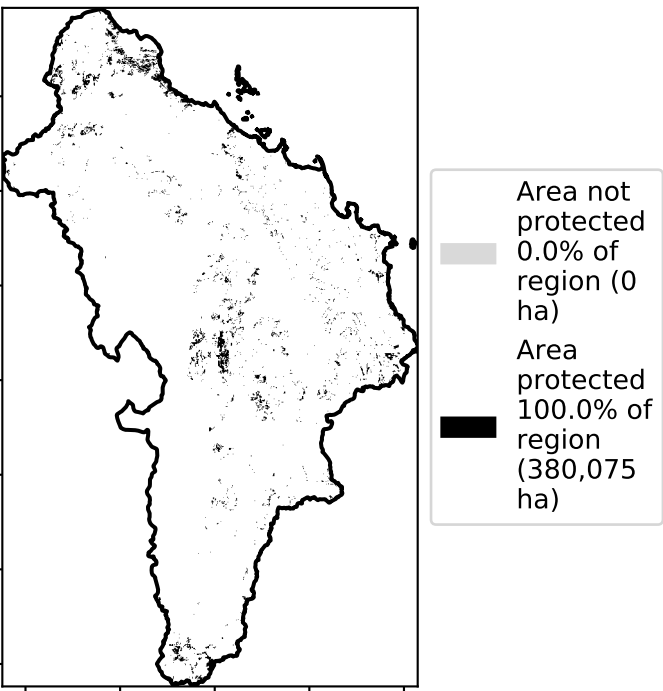 Area not
protected
0.0% of
region (0
ha)
Area
protected
100.0% of
region
(380,075
ha)